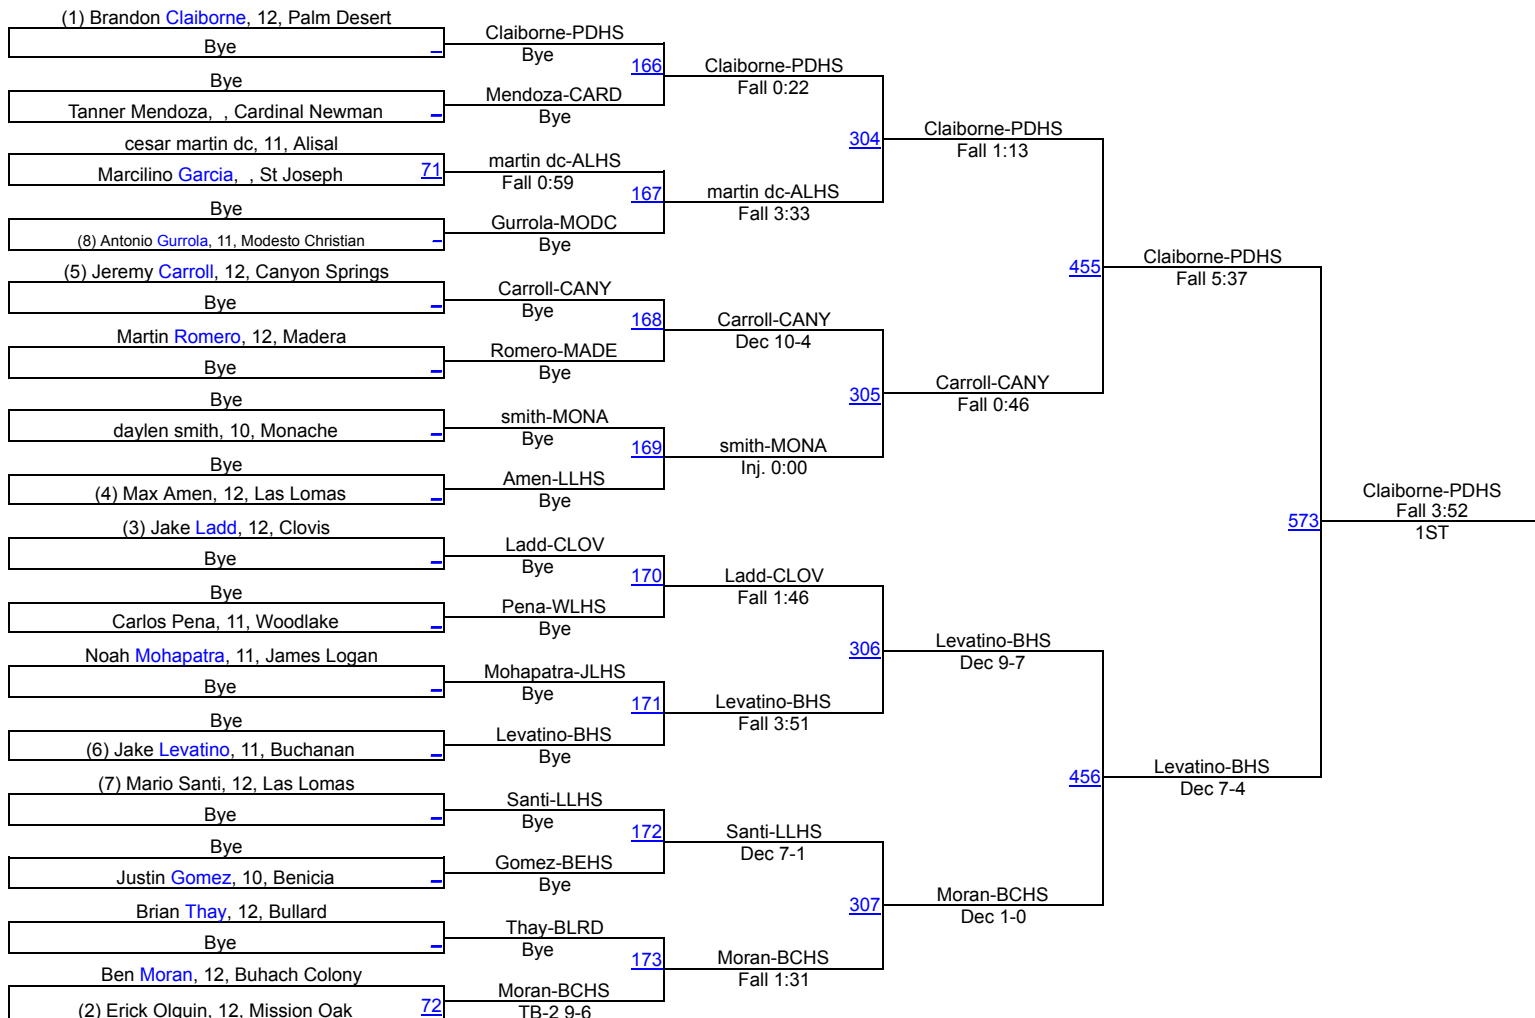 (1) Brandon Claiborne, 12, Palm Desert
Bye
Bye
Tanner Mendoza, , Cardinal Newman
cesar martin dc, 11, Alisal
Marcilino Garcia, , St Joseph
71
Bye
(8) Antonio Gurrola, 11, Modesto Christian
(5) Jeremy Carroll, 12, Canyon Springs
Bye
Martin Romero, 12, Madera
Bye
Bye
daylen smith, 10, Monache
Bye
(4) Max Amen, 12, Las Lomas
(3) Jake Ladd, 12, Clovis
Bye
Bye
Carlos Pena, 11, Woodlake
Noah Mohapatra, 11, James Logan
Bye
Bye
(6) Jake Levatino, 11, Buchanan
(7) Mario Santi, 12, Las Lomas
Bye
Bye
Justin Gomez, 10, Benicia
Brian Thay, 12, Bullard
Bye
Ben Moran, 12, Buhach Colony
(2) Erick Olguin, 12, Mission Oak
72
Claiborne-PDHS
Bye
166
Mendoza-CARD
Bye
martin dc-ALHS
Fall 0:59
167
Gurrola-MODC
Bye
Carroll-CANY
Bye
168
Romero-MADE
Bye
smith-MONA
Bye
169
Amen-LLHS
Bye
Ladd-CLOV
Bye
170
Pena-WLHS
Bye
Mohapatra-JLHS
Bye
171
Levatino-BHS
Bye
Santi-LLHS
Bye
172
Gomez-BEHS
Bye
Thay-BLRD
Bye
173
Moran-BCHS
TB-2 9-6
Claiborne-PDHS
Fall 0:22
304
martin dc-ALHS
Fall 3:33
Carroll-CANY
Dec 10-4
305
smith-MONA
Inj. 0:00
Ladd-CLOV
Fall 1:46
306
Levatino-BHS
Fall 3:51
Santi-LLHS
Dec 7-1
307
Moran-BCHS
Fall 1:31
Claiborne-PDHS
Fall 1:13
455
Carroll-CANY
Fall 0:46
Levatino-BHS
Dec 9-7
456
Moran-BCHS
Dec 1-0
Claiborne-PDHS
Fall 5:37
573
Levatino-BHS
Dec 7-4
Claiborne-PDHS
Fall 3:52
1ST